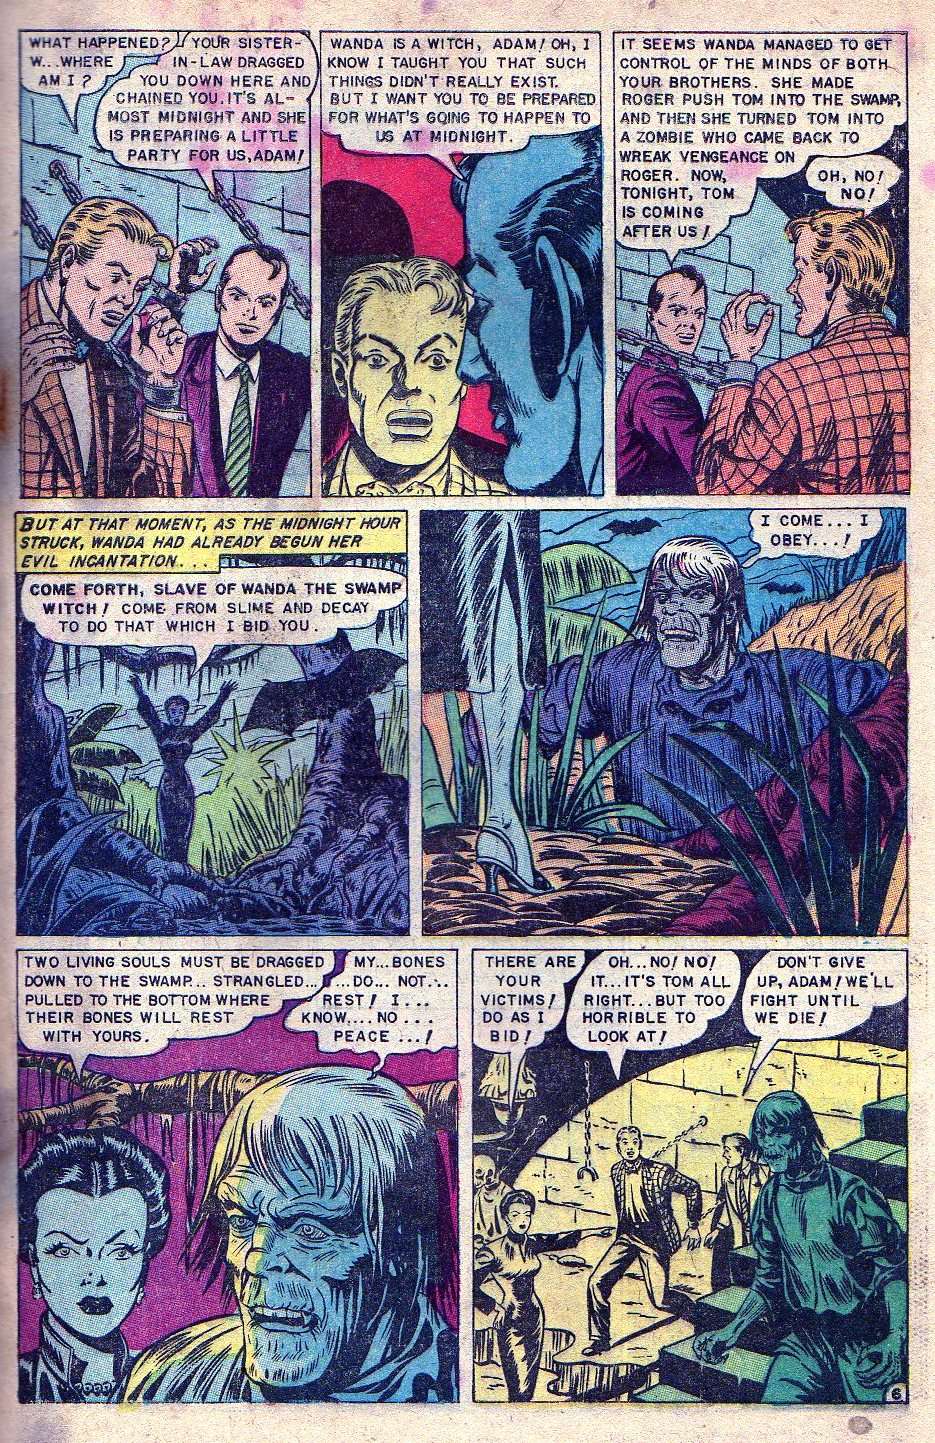 WHAT HAPPENED?
W...WHERE
AM I?
YOUR SISTER-
IN-LAW DRAGGED
YOU DOWN HERE AND
CHAINED YOU. IT'S AL-
MOST MIDNIGHT AND SHE
IS PREPARING A LITTLE
PARTY FOR US, ADAM!
WANDA IS A WITCH, ADAM! OH, I
KNOW I TAUGHT YOU THAT SUCH
THINGS DIDN'T REALLY EXIST.
BUT I WANT YOU TO BE PREPARED
FOR WHAT'S GOING TO HAPPEN TO
US AT MIDNIGHT.
IT SEEMS WANDA MANAGED TO GET
CONTROL OF THE MINDS OF BOTH
YOUR BROTHERS. SHE MADE
ROGER PUSH TOM INTO THE SWAMP,
AND THEN SHE TURNED TOM INTO
A ZOMBIE WHO CAME BACK TO
WREAK VENGEANCE ON
ROGER. NOW,
TONIGHT, TOM
IS COMING
AFTER US!
OH, NO!
NO!
BUT AT THAT MOMENT, AS THE MIDNIGHT HOUR
STRUCK, WANDA HAD ALREADY BEGUN HER
EVIL INCANTATION...
COME FORTH, SLAVE OF WANDA THE SWAMP
WITCH! COME FROM SLIME AND DECAY
TO DO THAT WHICH I BID YOU.
I COME... I
OBEY...!
TWO LIVING SOULS MUST BE DRAGGED
DOWN TO THE SWAMP... STRANGLED...
PULLED TO THE BOTTOM WHERE
THEIR BONES WILL REST
WITH YOURS.
MY...BONES
...DO... NOT...
REST! I...
KNOW....NO...
PEACE...!
THERE ARE
YOUR
VICTIMS!
DO AS I
BID!
OH...NO! NO!
IT...IT'S TOM ALL
RIGHT...BUT TOO
HORRIBLE TO
LOOK AT!
DON'T GIVE
UP, ADAM! WE'LL
FIGHT UNTIL
WE DIE!
6